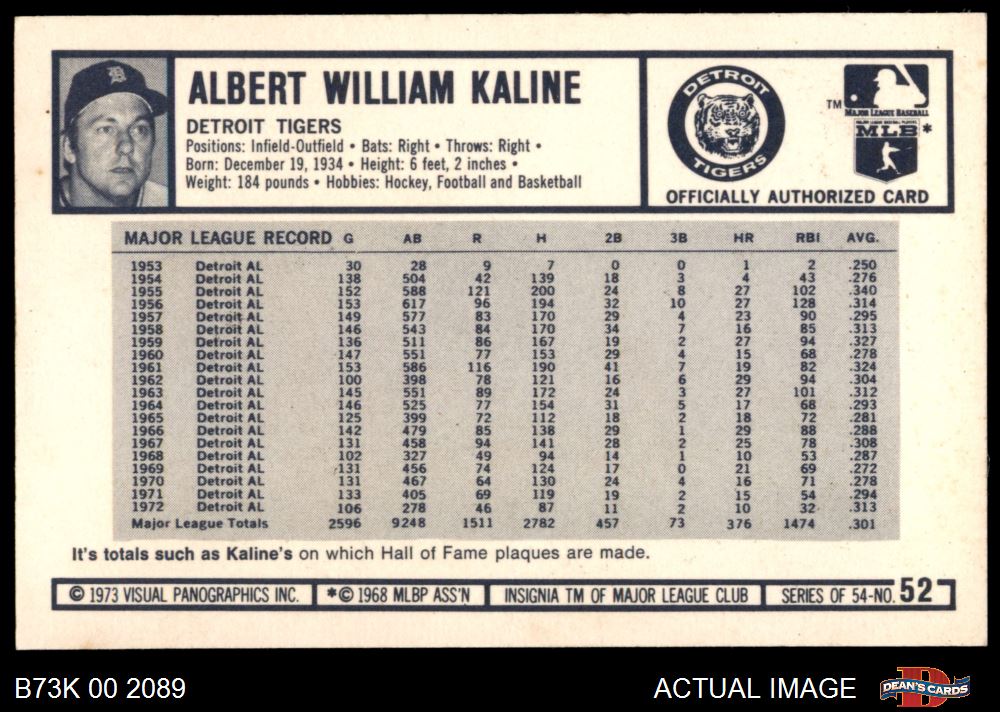 ALBERT WILLIAM KALINE
DETROIT TIGERS
Positions: Infield-Outfield • Bats: Right • Throws: Right •
Born: December 19, 1934 • Height: 6 feet, 2 inches •
Weight: 184 pounds • Hobbies: Hockey, Football and Basketball
DETROIT
TIGERS
TM
MAJOR LEAGUE BASEBALL
MAJOR LEAGUE BASEBALL PLAYERS
MLB*
OFFICIALLY AUTHORIZED CARD
MAJOR LEAGUE RECORD G AB R H 2B 3B HR RBI AVG.
1953 Detroit AL 30 28 9 7 0 0 1 2 .250
1954 Detroit AL 138 504 42 139 18 3 4 43 .276
1955 Detroit AL 152 588 121 200 24 8 27 102 .340
1956 Detroit AL 153 617 96 194 32 10 27 128 .314
1957 Detroit AL 149 577 83 170 29 4 23 90 .295
1958 Detroit AL 146 543 84 170 34 7 16 85 .313
1959 Detroit AL 136 511 86 167 19 2 27 94 .327
1960 Detroit AL 147 551 77 153 29 4 15 68 .278
1961 Detroit AL 153 586 116 190 41 7 19 82 .324
1962 Detroit AL 100 398 78 121 16 6 29 94 .304
1963 Detroit AL 145 551 89 172 24 3 27 101 .312
1964 Detroit AL 146 525 77 154 31 5 17 68 .293
1965 Detroit AL 125 399 72 112 18 2 18 72 .281
1966 Detroit AL 142 479 85 138 29 1 29 88 .288
1967 Detroit AL 131 458 94 141 28 2 25 78 .308
1968 Detroit AL 102 327 49 94 14 1 10 53 .287
1969 Detroit AL 131 456 74 124 17 0 21 69 .272
1970 Detroit AL 131 467 64 130 24 4 16 71 .278
1971 Detroit AL 133 405 69 119 19 2 15 54 .294
1972 Detroit AL 106 278 46 87 11 2 10 32 .313
Major League Totals 2596 9248 1511 2782 457 73 376 1474 .301
It's totals such as Kaline's on which Hall of Fame plaques are made.
© 1973 VISUAL PANOGRAPHICS INC. *© 1968 MLBP ASS'N INSIGNIA TM OF MAJOR LEAGUE CLUB SERIES OF 54-NO. 52
B73K 00 2089 ACTUAL IMAGE DEAN'S CARDS